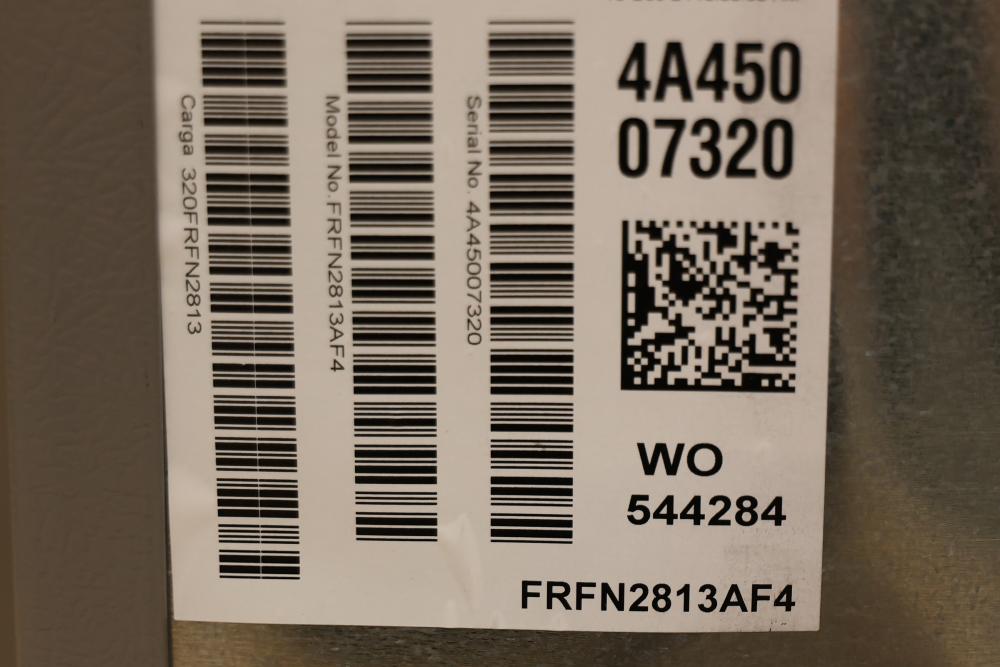 Carga 320FRFN2813
Model No.FRFN2813AF4
Serial No. 4A45007320
4A450
07320
WO
544284
FRFN2813AF4